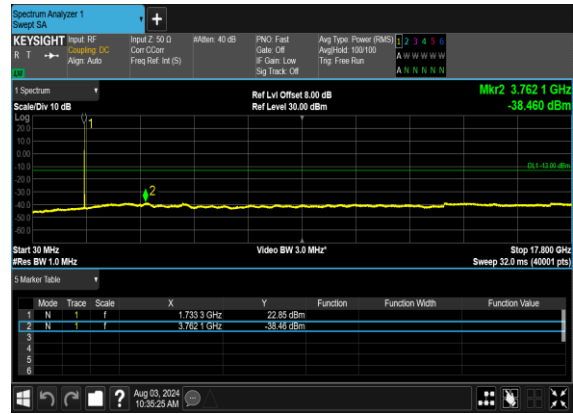 Spectrum Analyzer 1
Swept SA
+
KEYSIGHT Input: RF Input Z: 50 Ω #Atten: 40 dB PNO: Fast Avg Type: Power (RMS) 1 2 3 4 5 6
R T Coupling: DC Corr CCorr Gate: Off Avg|Hold: 100/100 A W W W W W
Align: Auto Freq Ref: Int (S) IF Gain: Low Trig: Free Run
LW Sig Track: Off A N N N N N
1 Spectrum Ref Lvl Offset 8.00 dB Mkr2 3.762 1 GHz
Scale/Div 10 dB Ref Level 30.00 dBm -38.460 dBm
Log
1
20.0
10.0
0.00
-10.0
DL1 -13.00 dBm
-20.0
-30.0
2
-40.0
-50.0
-60.0
Start 30 MHz Video BW 3.0 MHz* Stop 17.800 GHz
#Res BW 1.0 MHz Sweep 32.0 ms (40001 pts)
5 Marker Table
Mode Trace Scale X Y Function Function Width Function Value
1 N 1 f 1.733 3 GHz 22.85 dBm
2 N 1 f 3.762 1 GHz -38.46 dBm
3
4
5
6
? Aug 03, 2024
10:35:25 AM